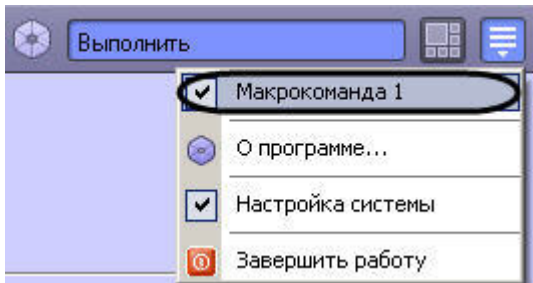 Выполнить
Макрокоманда 1
О программе...
Настройка системы
Завершить работу